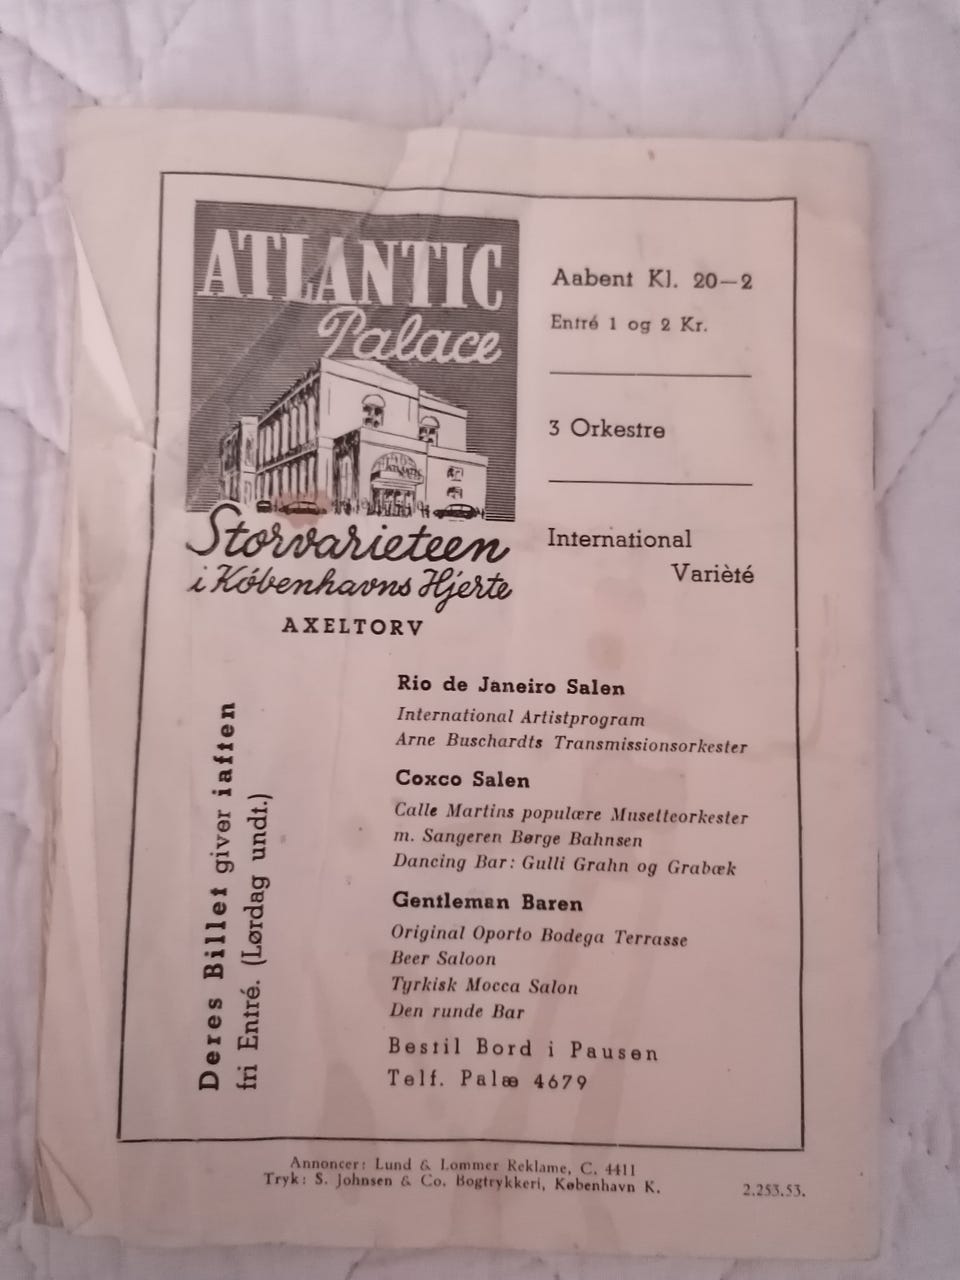 ATLANTIC
Palace
Storvarieteen
i Københavns Hjerte
AXELTORV
Aabent Kl. 20—2
Entré 1 og 2 Kr.
3 Orkestre
International
Varièté
Deres Billet giver iaften
fri Entré. (Lørdag undt.)
Rio de Janeiro Salen
International Artistprogram
Arne Buschardts Transmissionsorkester
Coxco Salen
Calle Martins populære Musetteorkester
m. Sangeren Børge Bahnsen
Dancing Bar: Gulli Grahn og Grabæk
Gentleman Baren
Original Oporto Bodega Terrasse
Beer Saloon
Tyrkisk Mocca Salon
Den runde Bar
Bestil Bord i Pausen
Telf. Palæ 4679
Annoncer: Lund & Lommer Reklame, C. 4411
Tryk: S. Johnsen & Co. Bogtrykkeri, København K.
2.253.53.